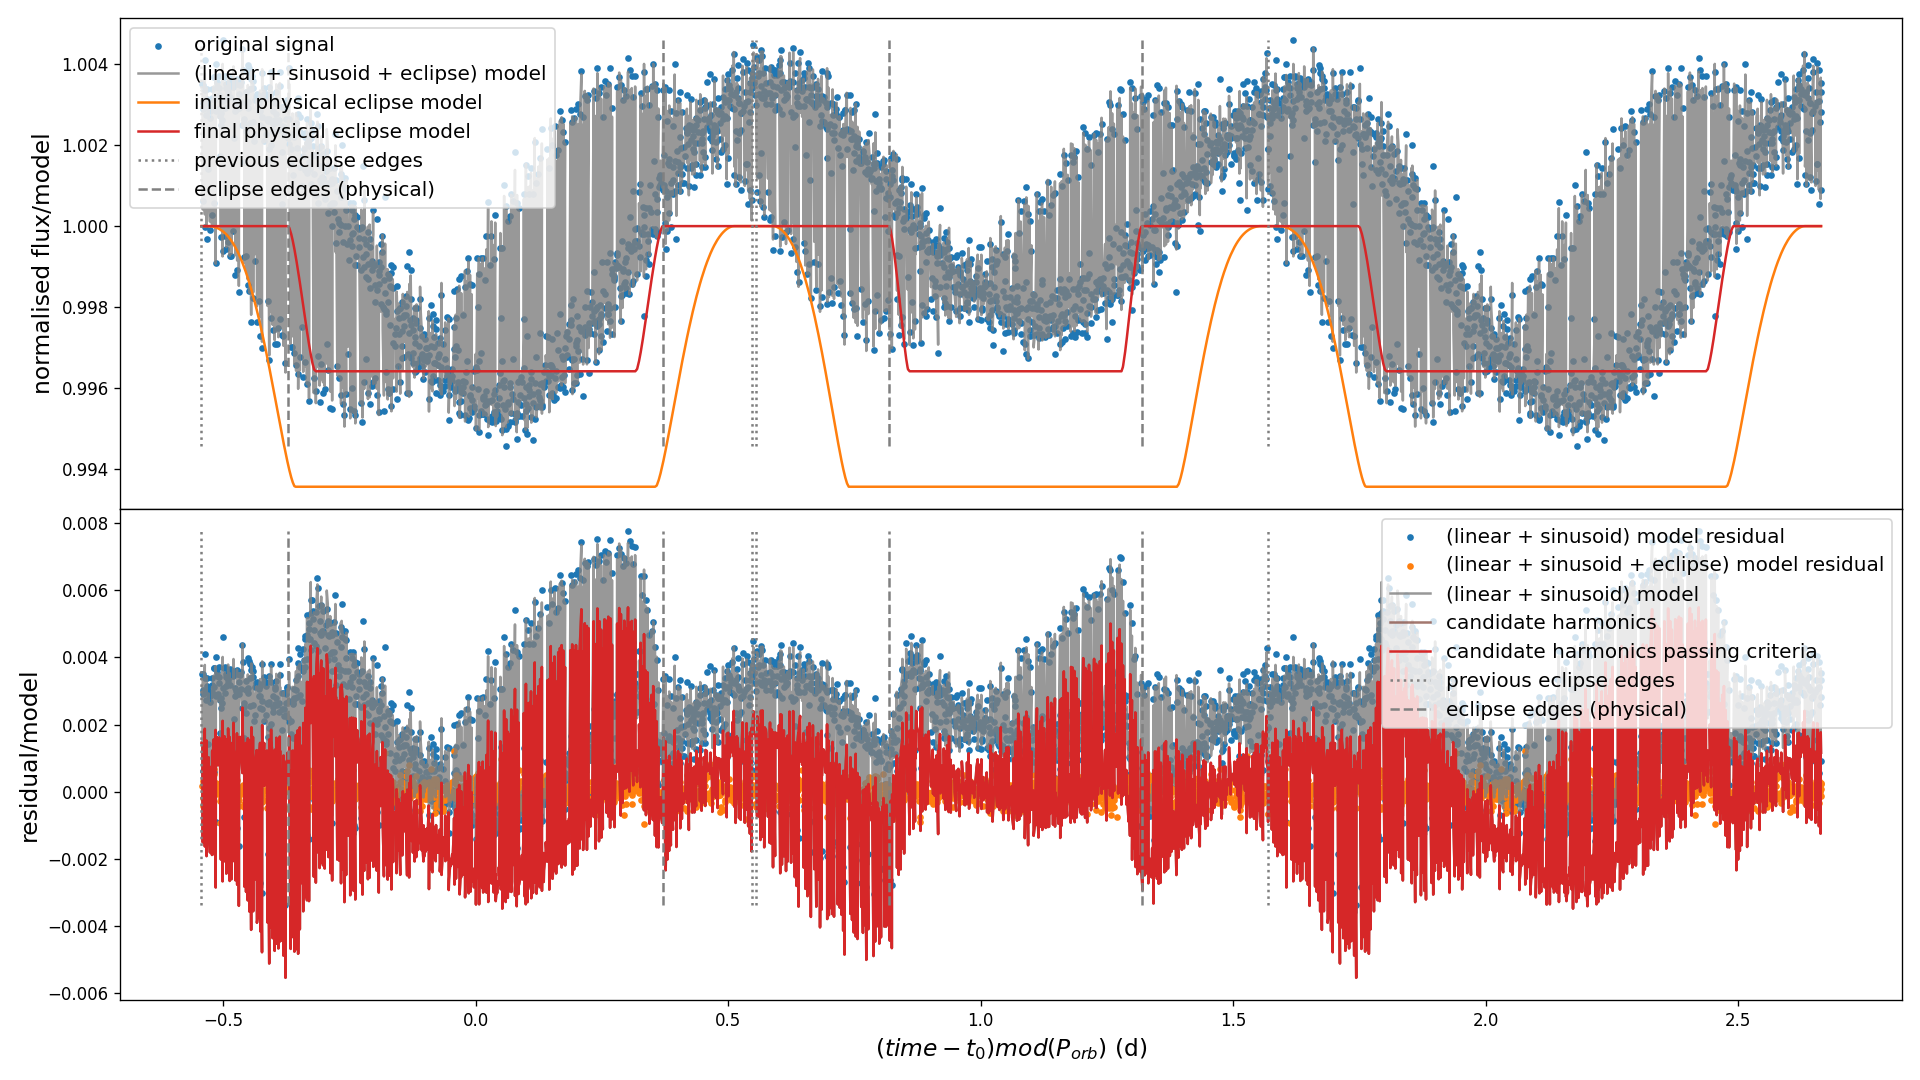 original signal
(linear + sinusoid + eclipse) model
initial physical eclipse model
final physical eclipse model
previous eclipse edges
eclipse edges (physical)
1.004
1.002
1.000
0.998
0.996
0.994
normalised flux/model
(linear + sinusoid) model residual
(linear + sinusoid + eclipse) model residual
(linear + sinusoid) model
candidate harmonics
candidate harmonics passing criteria
previous eclipse edges
eclipse edges (physical)
0.008
0.006
0.004
0.002
0.000
−0.002
−0.004
−0.006
residual/model
−0.5 0.0 0.5 1.0 1.5 2.0 2.5
(time − t₀)mod(Pₒᵣb) (d)